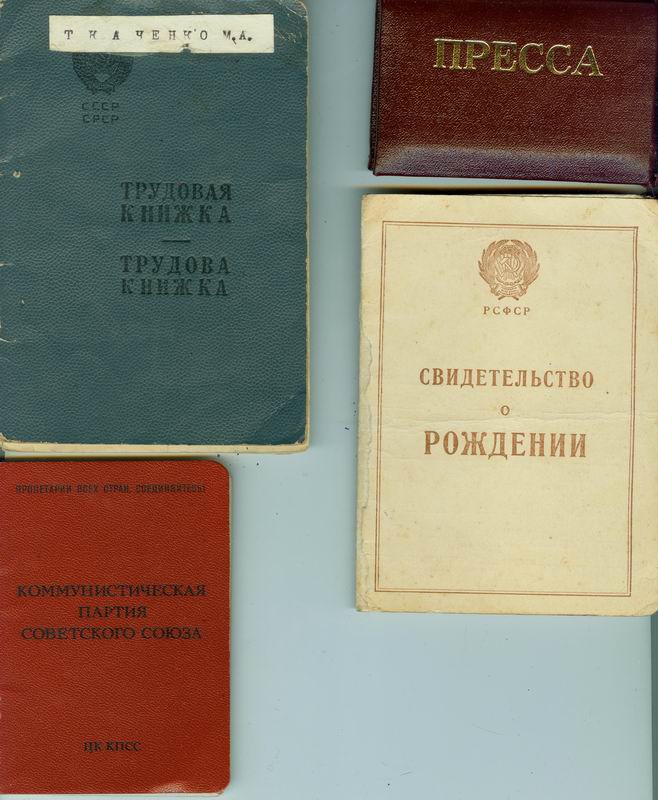 ТКАЧЕНКО М.А.
СССР
СРСР
ТРУДОВАЯ
КНИЖКА
ТРУДОВА
КНИЖКА
ПРЕССА
РСФСР
СВИДЕТЕЛЬСТВО
О
РОЖДЕНИИ
ПРОЛЕТАРИИ ВСЕХ СТРАН, СОЕДИНЯЙТЕСЬ!
КОММУНИСТИЧЕСКАЯ
ПАРТИЯ
СОВЕТСКОГО СОЮЗА
ЦК КПСС